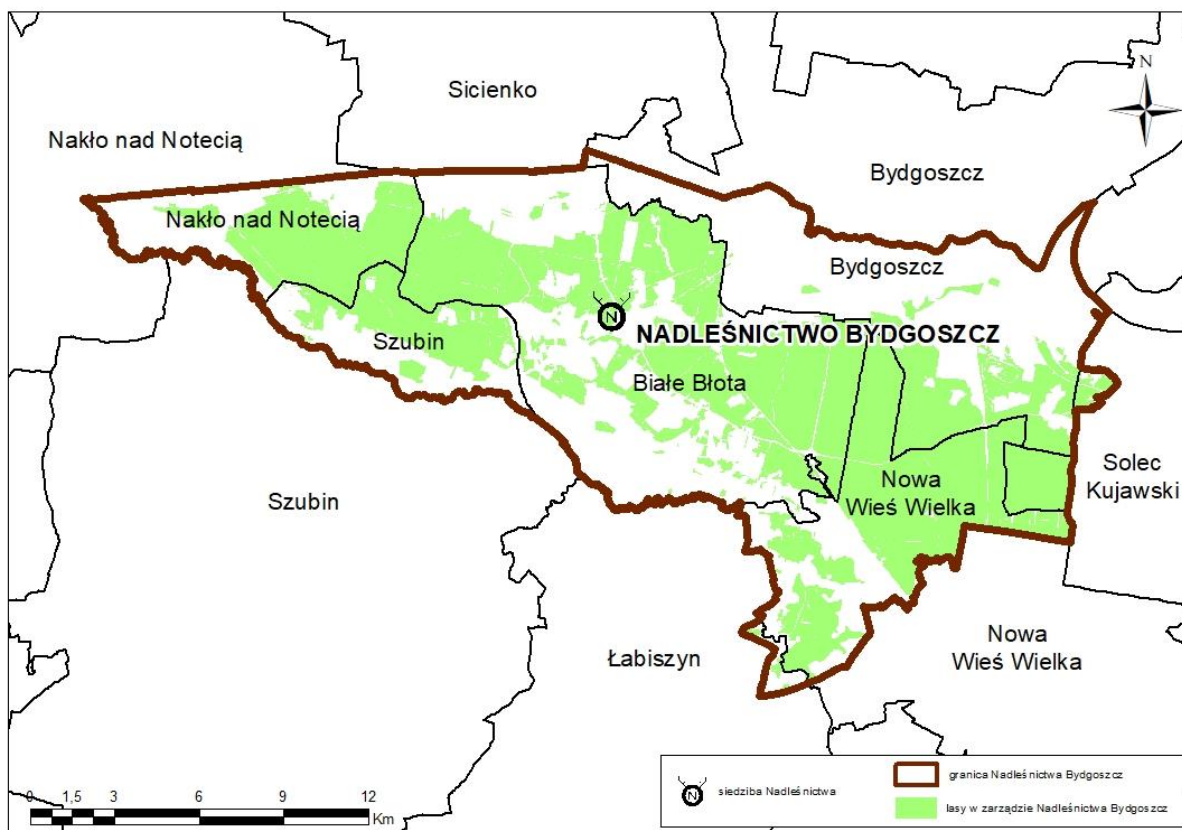 Sicienko
N
Nakło nad Notecią
Bydgoszcz
Nakło nad Notecią
Bydgoszcz
N
NADLEŚNICTWO BYDGOSZCZ
Szubin
Białe Błota
Solec
Kujawski
Nowa
Wieś Wielka
Szubin
Nowa
Wieś Wielka
Łabiszyn
0 1,5 3 6 9 12
Km
N
siedziba Nadleśnictwa
granica Nadleśnictwa Bydgoszcz
lasy w zarządzie Nadleśnictwa Bydgoszcz